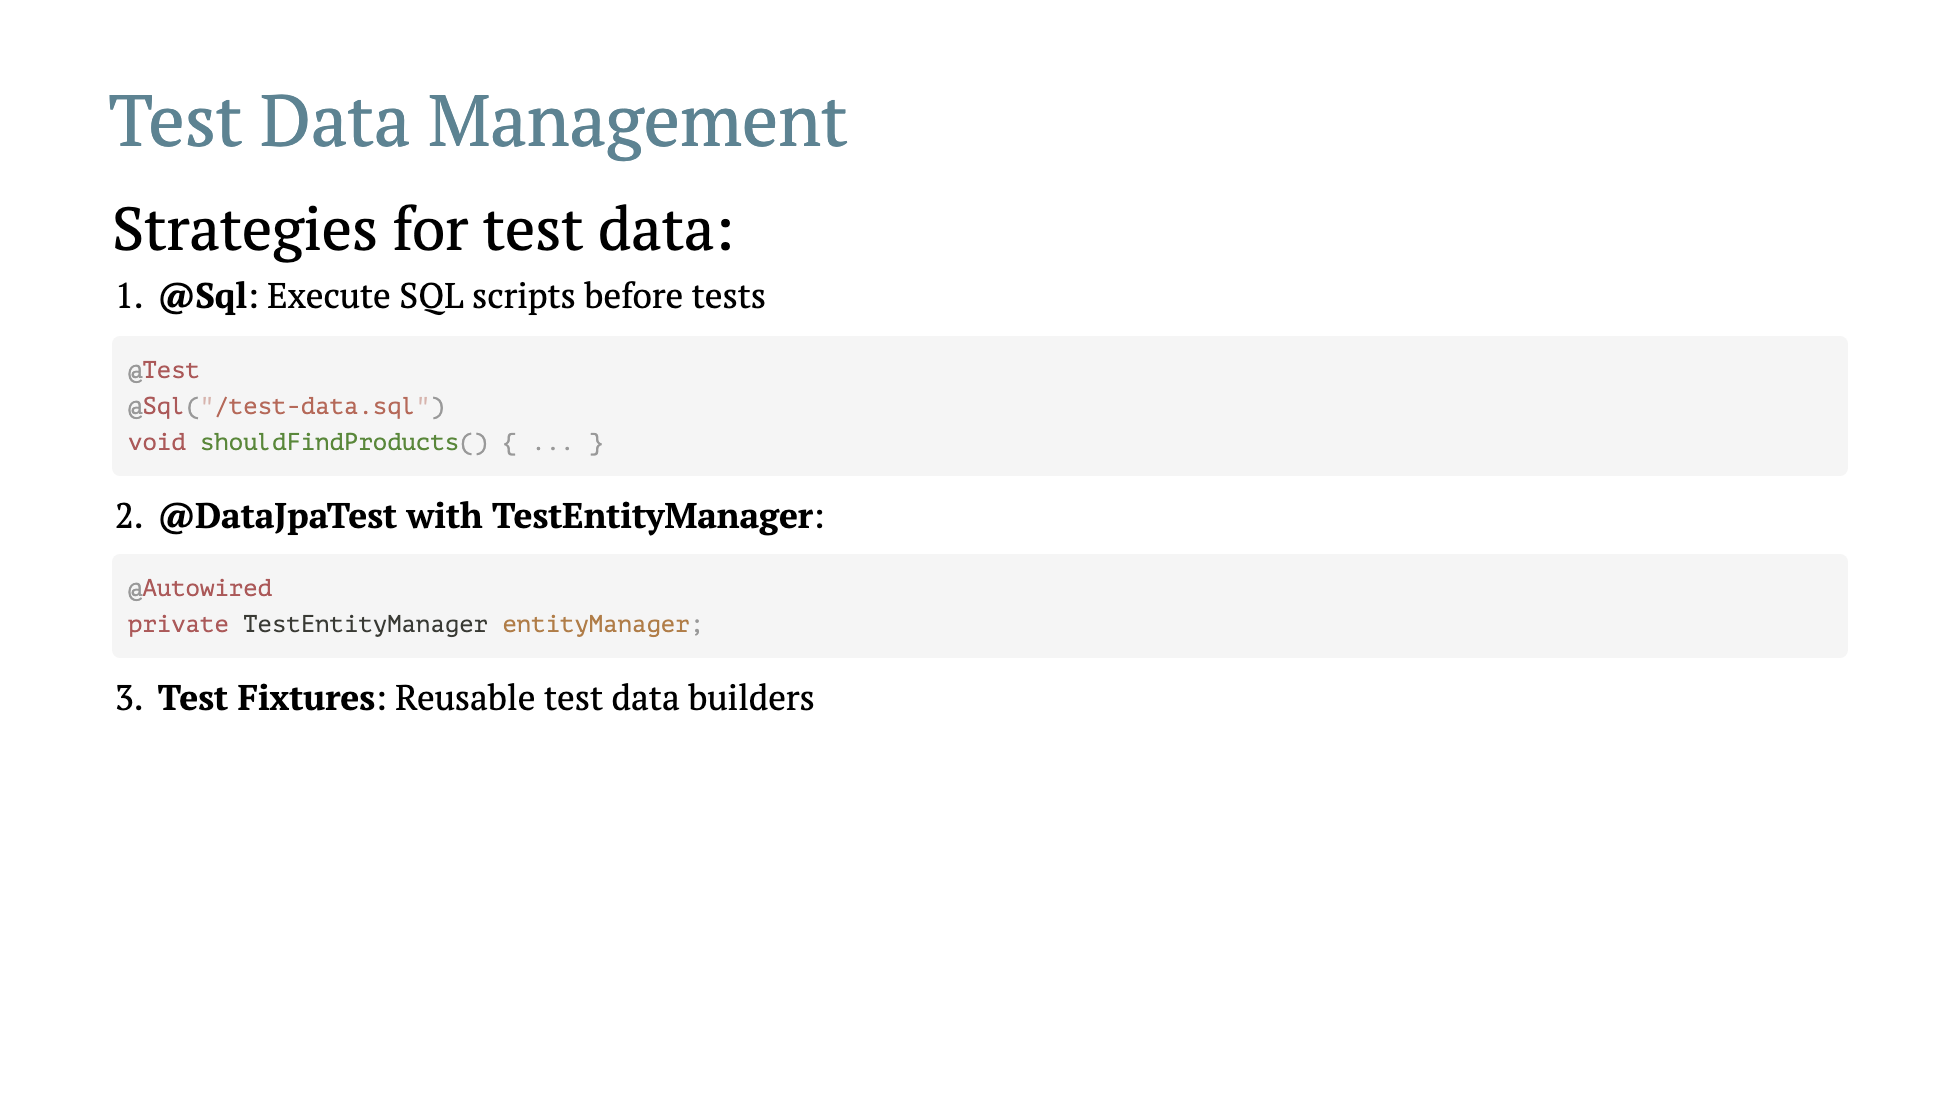 Test Data Management
Strategies for test data:
1. @Sql: Execute SQL scripts before tests
@Test
@Sql("/test-data.sql")
void shouldFindProducts() { ... }
2. @DataJpaTest with TestEntityManager:
@Autowired
private TestEntityManager entityManager;
3. Test Fixtures: Reusable test data builders